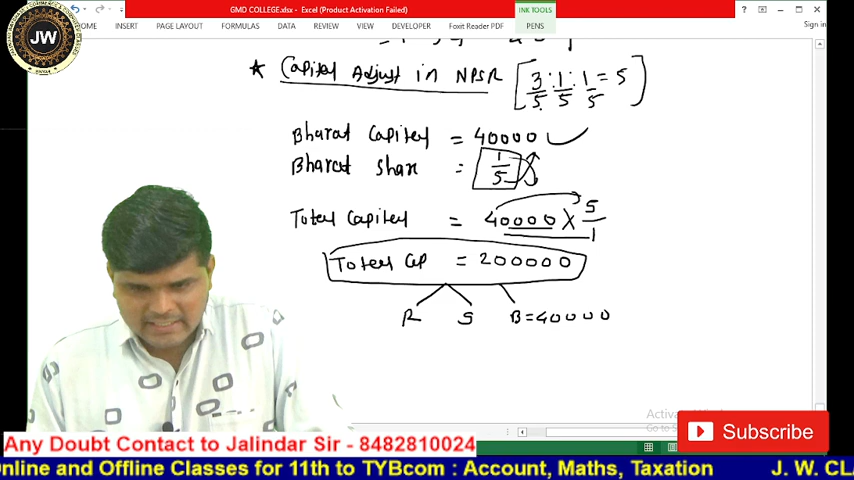 GMD COLLEGE.xlsx - Excel (Product Activation Failed)
INK TOOLS
HOME INSERT PAGE LAYOUT FORMULAS DATA REVIEW VIEW DEVELOPER Foxit Reader PDF PENS
Sign in
JW
★ Capital Adjust in NPSR [3/5 : 1/5 : 1/5 = 5]
Bharat Capital = 40000 ✓
Bharat Share = 1/5
Total Capital = 40000 × 5/1
Total Cap = 200000
R S B=40000
Subscribe
Any Doubt Contact to Jalindar Sir - 8482810024
Online and Offline Classes for 11th to TYBcom : Account, Maths, Taxation J. W. CLA